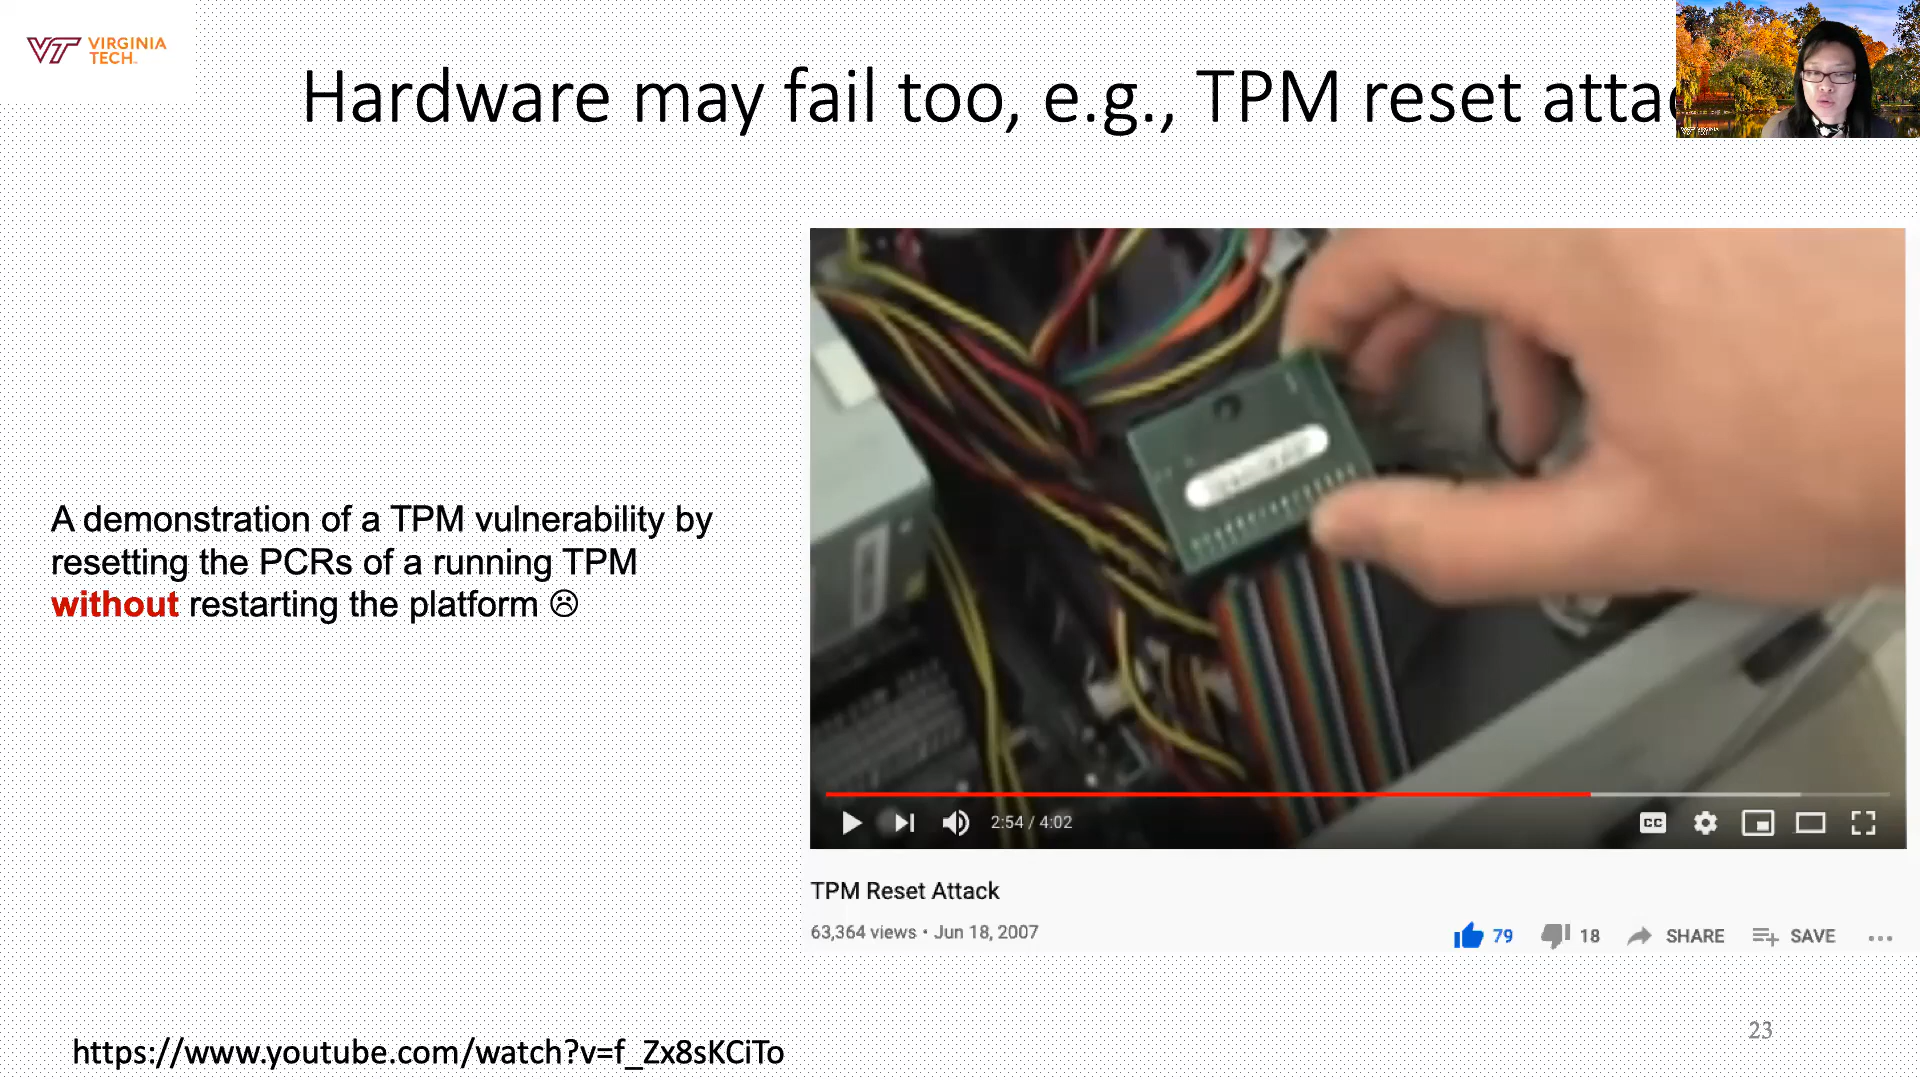 VIRGINIA
TECH
Hardware may fail too, e.g., TPM reset attac
A demonstration of a TPM vulnerability by
resetting the PCRs of a running TPM
without restarting the platform ☹
2:54 / 4:02
CC
TPM Reset Attack
63,364 views • Jun 18, 2007
79
18
SHARE
SAVE
23
https://www.youtube.com/watch?v=f_Zx8sKCiTo